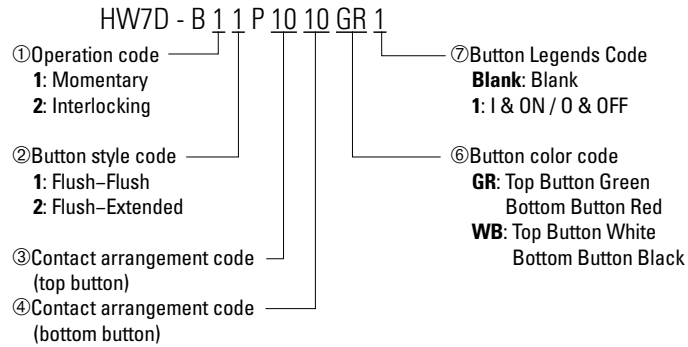 HW7D - B 1 1 P 10 10 GR 1
①Operation code
1: Momentary
2: Interlocking
②Button style code
1: Flush–Flush
2: Flush–Extended
③Contact arrangement code
(top button)
④Contact arrangement code
(bottom button)
⑦Button Legends Code
Blank: Blank
1: I & ON / O & OFF
⑥Button color code
GR: Top Button Green
Bottom Button Red
WB: Top Button White
Bottom Button Black